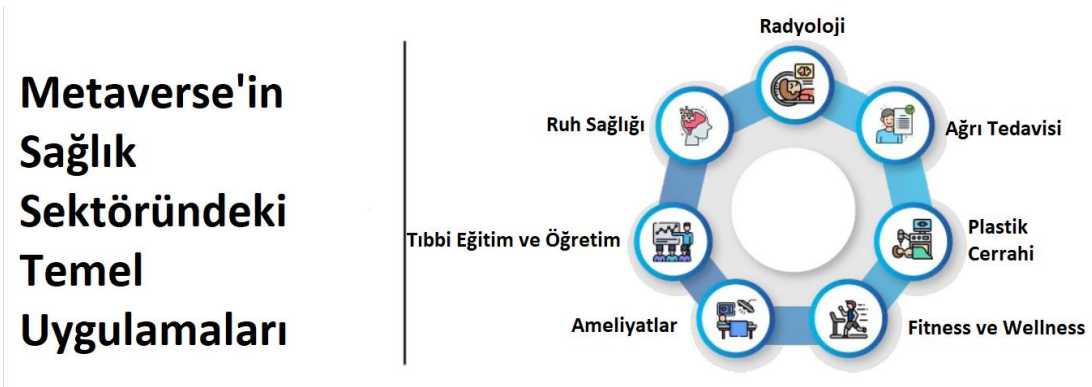 Metaverse'in
Sağlık
Sektöründeki
Temel
Uygulamaları
Radyoloji
Ağrı Tedavisi
Plastik
Cerrahi
Fitness ve Wellness
Ameliyatlar
Tıbbi Eğitim ve Öğretim
Ruh Sağlığı